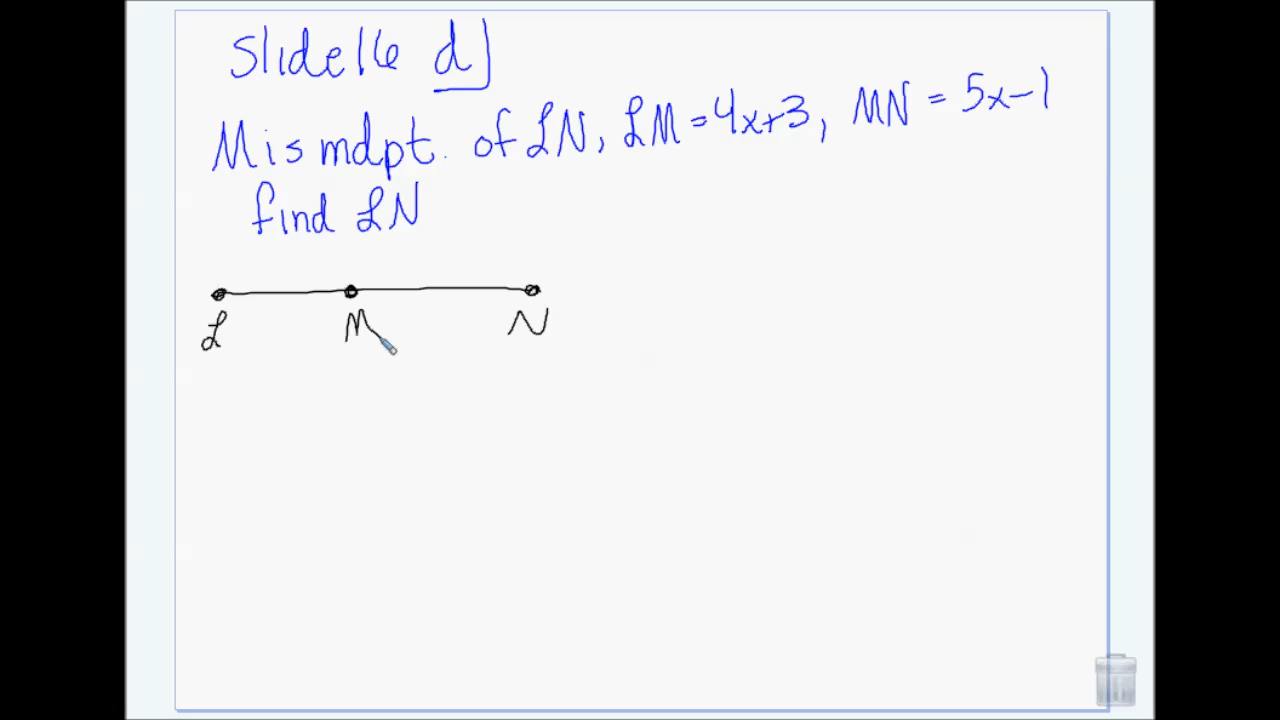 Slide 16 d]
M is mdpt. of LN, LM = 4x+3, MN = 5x-1
find LN
L M N